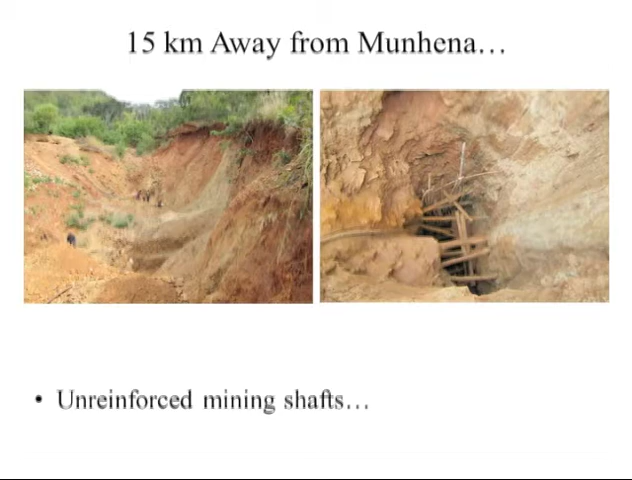 15 km Away from Munhena…
• Unreinforced mining shafts…